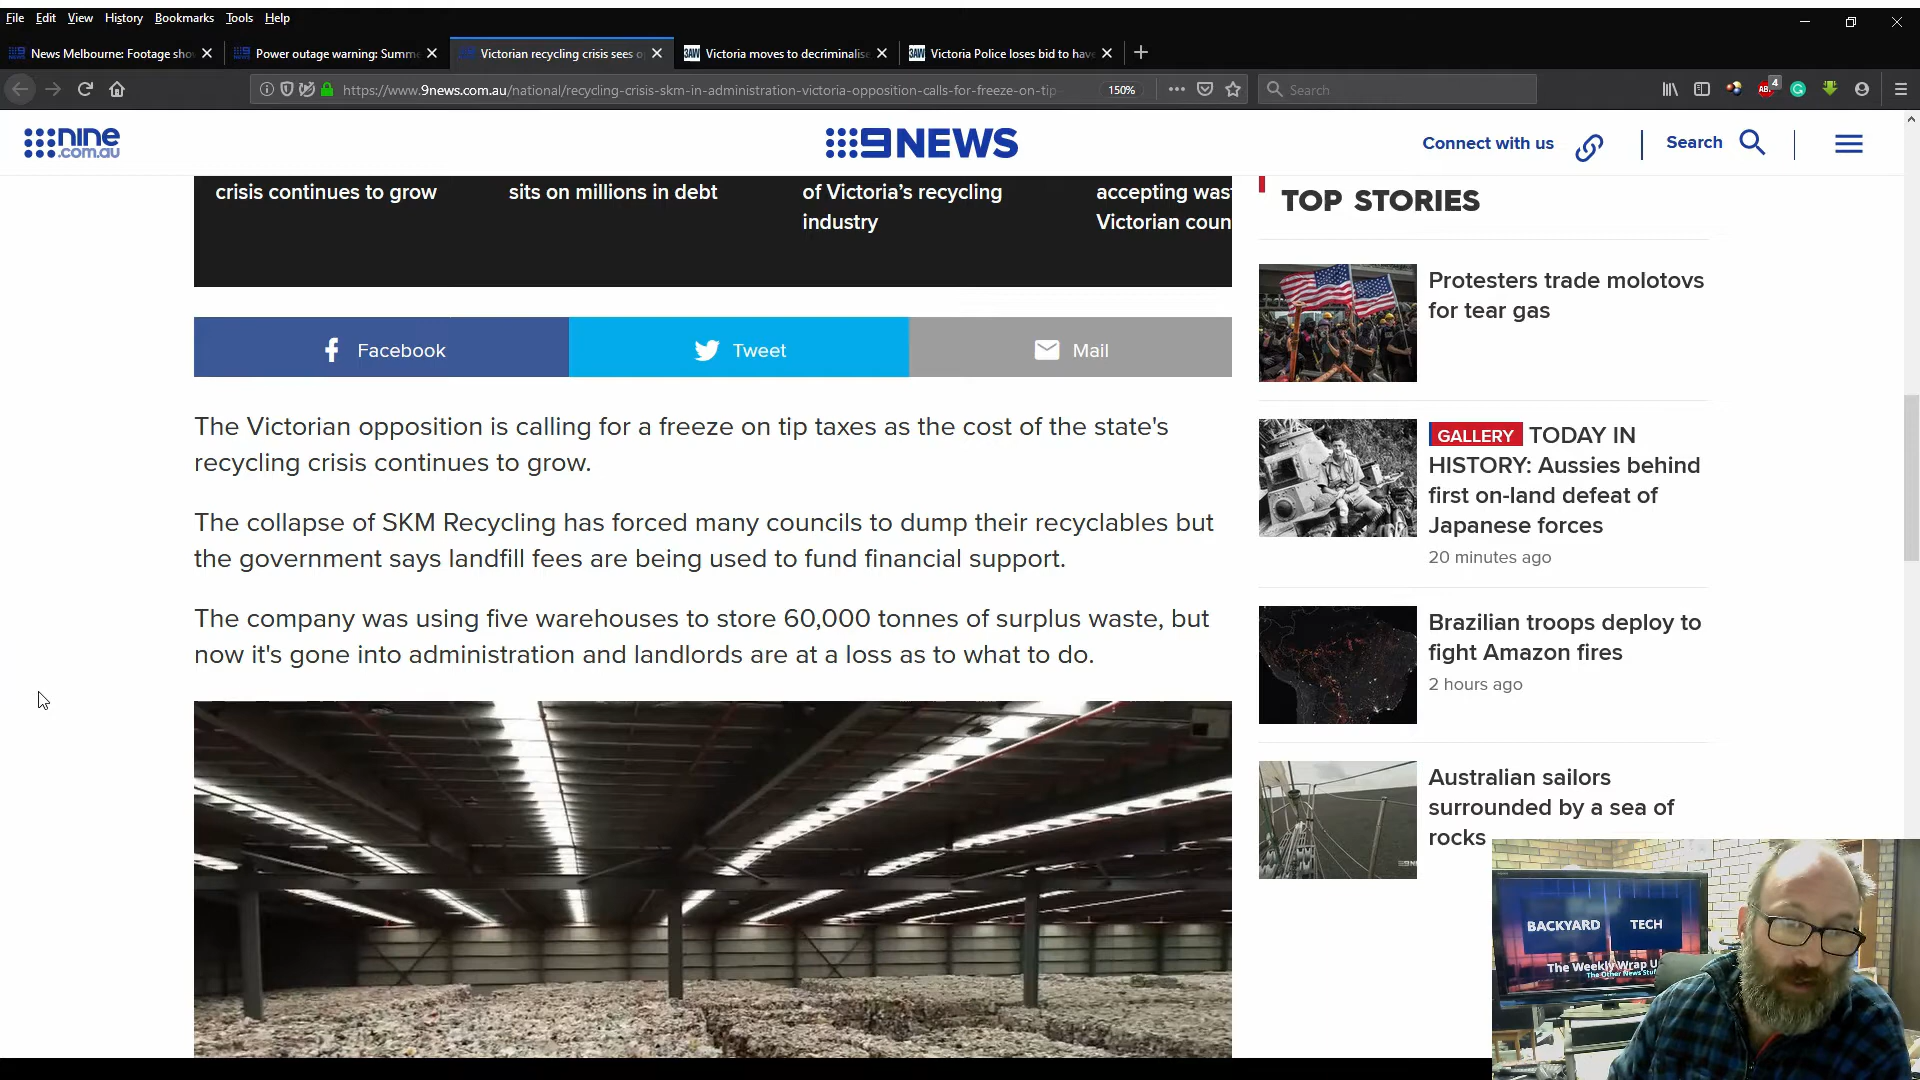 File Edit View History Bookmarks Tools Help
News Melbourne: Footage sho
Power outage warning: Summe
Victorian recycling crisis sees o
3AW Victoria moves to decriminalise
3AW Victoria Police loses bid to have
https://www.9news.com.au/national/recycling-crisis-skm-in-administration-victoria-opposition-calls-for-freeze-on-tip-
150%
Search
4
nine
.com.au
9NEWS
Connect with us
Search
crisis continues to grow
sits on millions in debt
of Victoria's recycling
industry
accepting wast
Victorian coun
Facebook
Tweet
Mail
The Victorian opposition is calling for a freeze on tip taxes as the cost of the state's
recycling crisis continues to grow.
The collapse of SKM Recycling has forced many councils to dump their recyclables but
the government says landfill fees are being used to fund financial support.
The company was using five warehouses to store 60,000 tonnes of surplus waste, but
now it's gone into administration and landlords are at a loss as to what to do.
TOP STORIES
Protesters trade molotovs
for tear gas
GALLERY TODAY IN
HISTORY: Aussies behind
first on-land defeat of
Japanese forces
20 minutes ago
Brazilian troops deploy to
fight Amazon fires
2 hours ago
Australian sailors
surrounded by a sea of
rocks
BACKYARD TECH
The Weekly Wrap U
The Other News Stuf